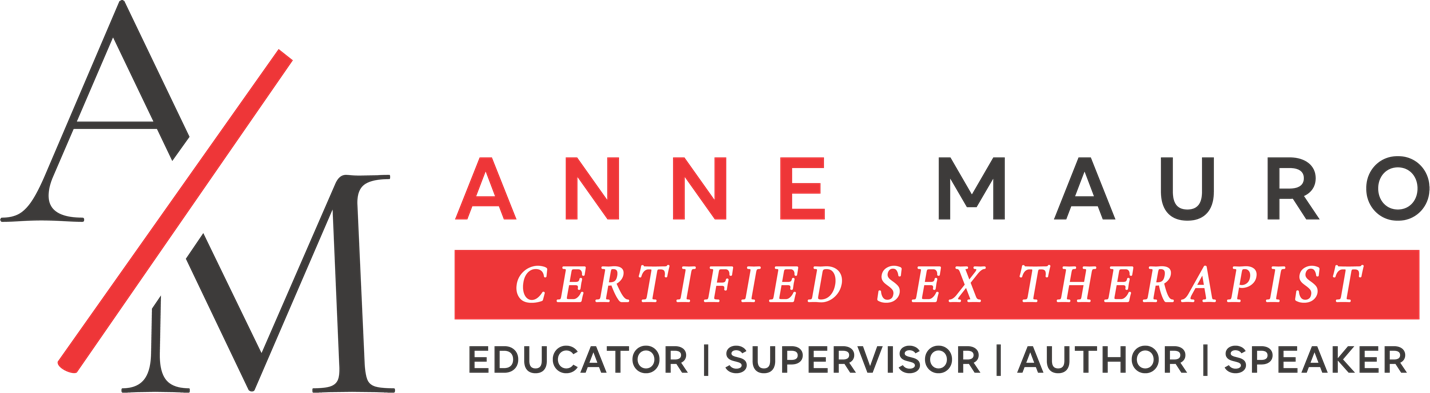 A/M
ANNE MAURO
CERTIFIED SEX THERAPIST
EDUCATOR | SUPERVISOR | AUTHOR | SPEAKER